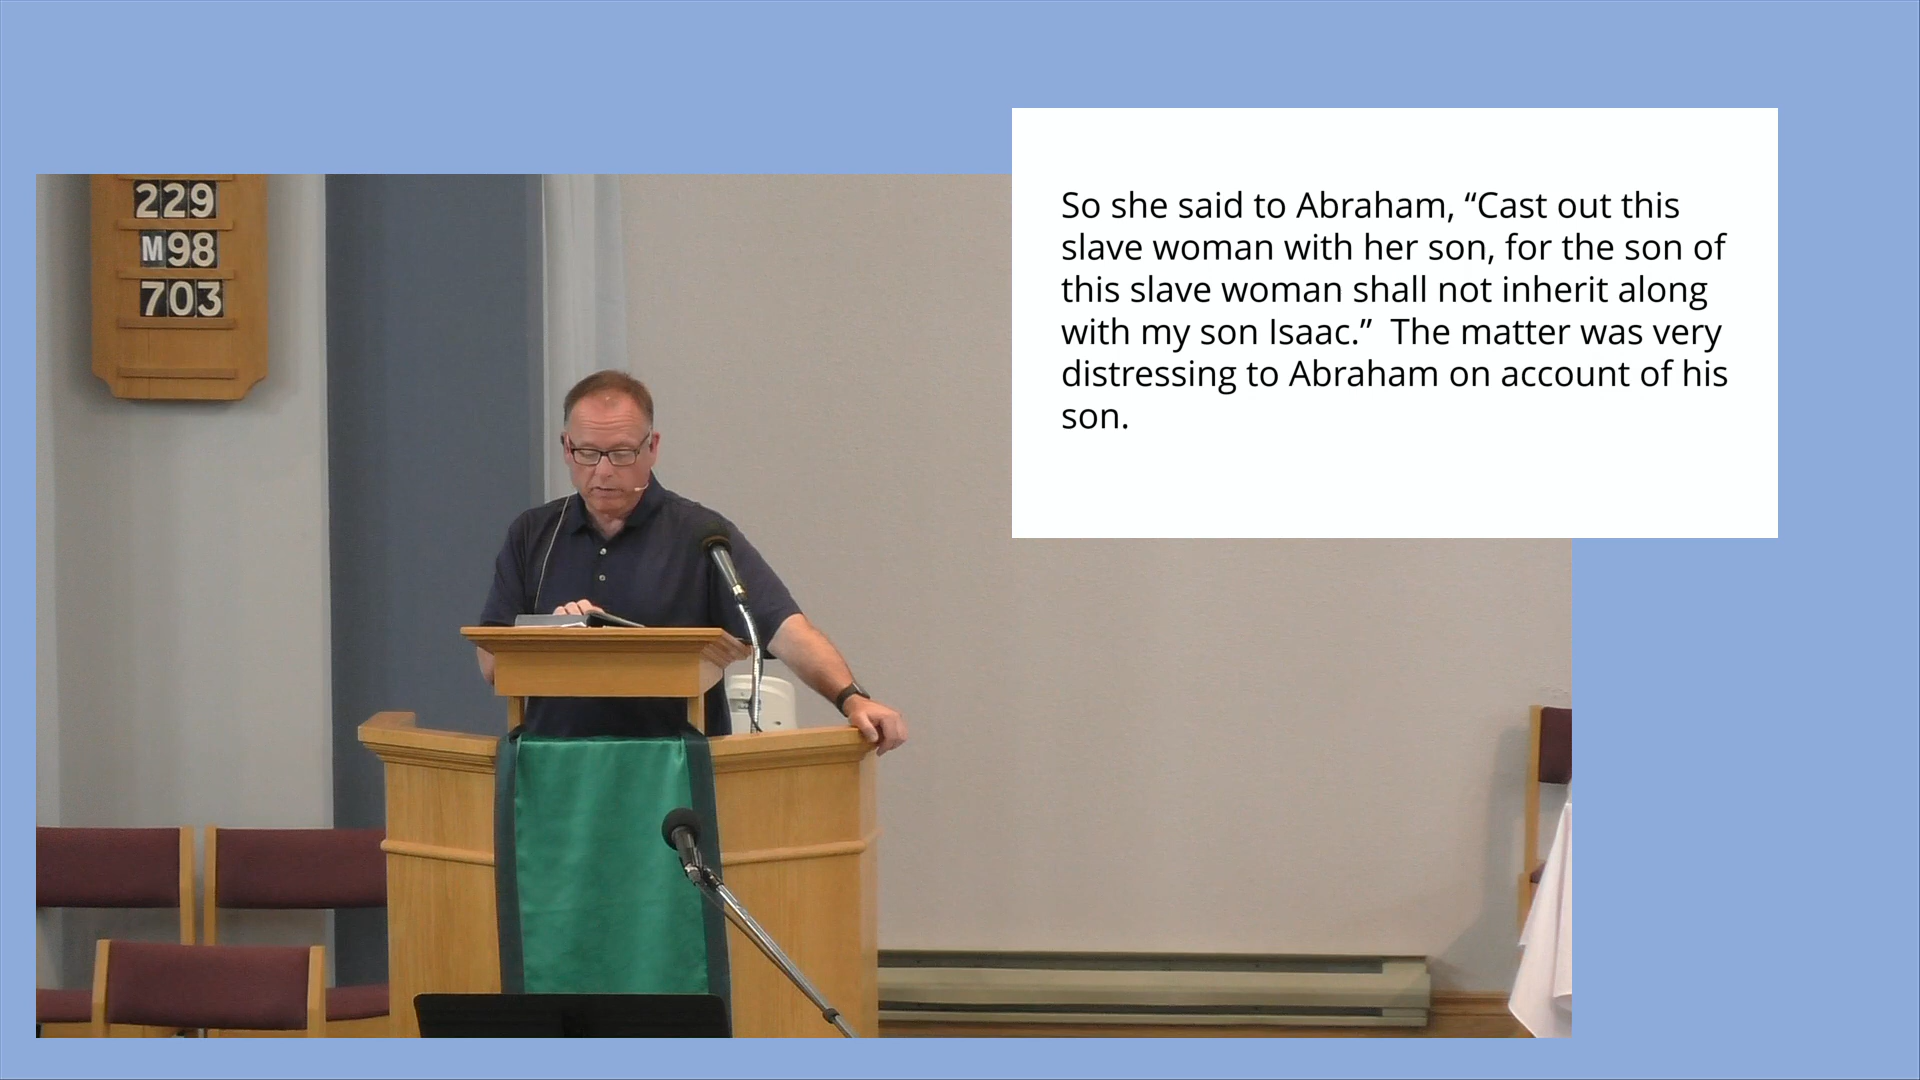 229
M98
703
So she said to Abraham, “Cast out this
slave woman with her son, for the son of
this slave woman shall not inherit along
with my son Isaac.”  The matter was very
distressing to Abraham on account of his
son.